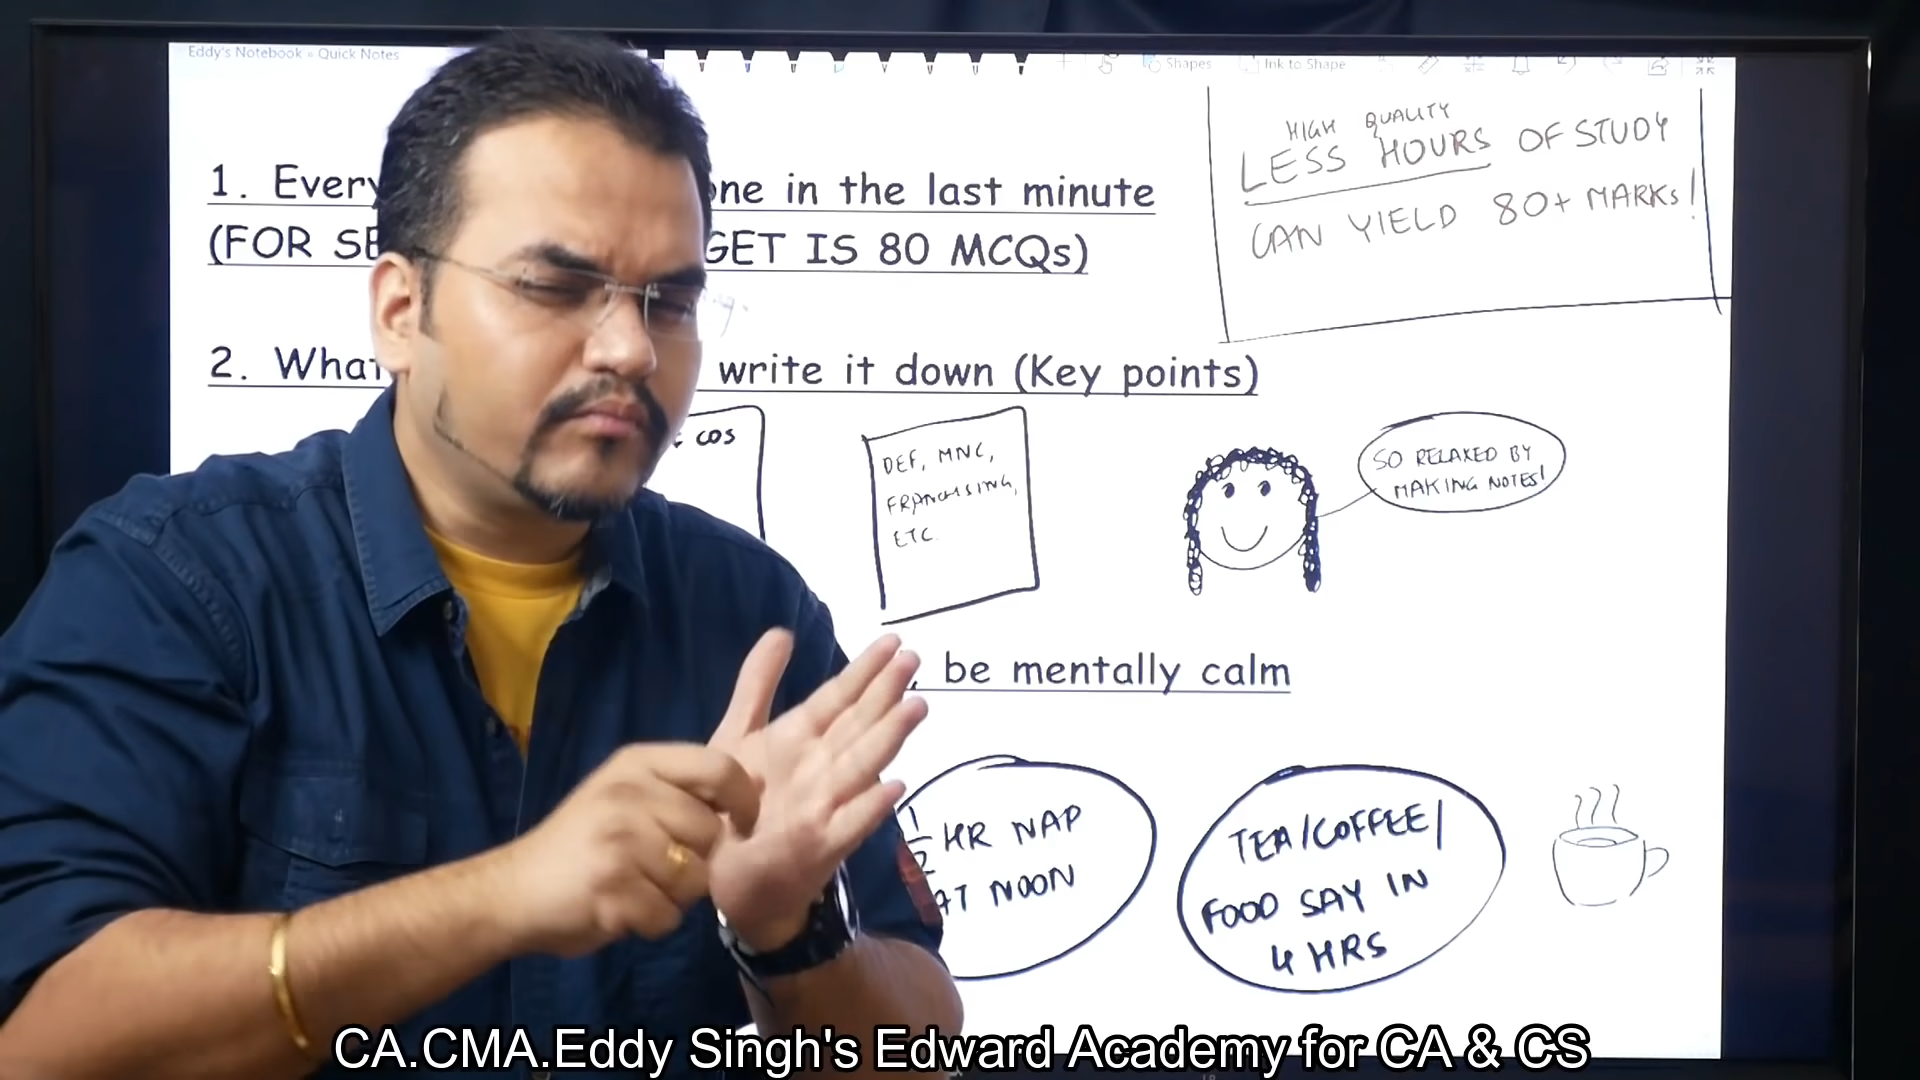 Eddy's Notebook » Quick Notes
Shapes
Ink to Shape
HIGH QUALITY
LESS HOURS OF STUDY
CAN YIELD 80+ MARKS!
1. Every one in the last minute
(FOR SE GET IS 80 MCQs)
2. What write it down (Key points)
COS
DEF, MNC,
FRANCHISING,
ETC.
SO RELAXED BY
MAKING NOTES!
, be mentally calm
1/2 HR NAP
AT NOON
TEA/COFFEE/
FOOD SAY IN
4 HRS
CA.CMA.Eddy Singh's Edward Academy for CA & CS